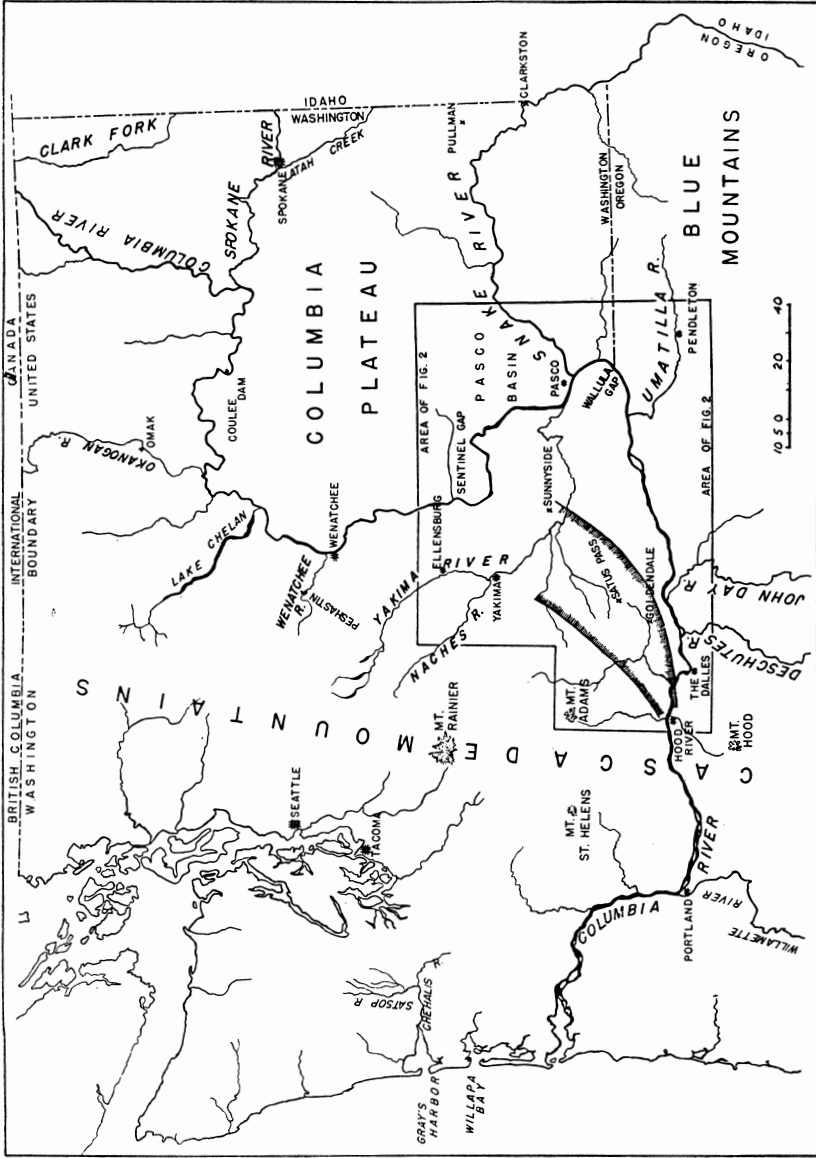 BRITISH COLUMBIA
WASHINGTON
INTERNATIONAL
BOUNDARY
CANADA
UNITED STATES
CLARK FORK
COLUMBIA RIVER
SPOKANE
RIVER
SPOKANE
LATAH CREEK
IDAHO
WASHINGTON
OKANOGAN R.
OMAK
COULEE
DAM
LAKE CHELAN
WENATCHEE
WENATCHEE
R.
PESHASTIN
COLUMBIA
PLATEAU
SEATTLE
TACOMA
MT.
RAINIER
CASCADE MOUNTAINS
PULLMAN
CLARKSTON
SNAKE RIVER
AREA OF FIG. 2
PASCO
BASIN
SENTINEL GAP
ELLENSBURG
YAKIMA
RIVER
NACHES R.
YAKIMA
SATSOP R
CHEHALIS
R.
GRAY'S
HARBOR
WILLAPA
BAY
SUNNYSIDE
PASCO
WALLULA
GAP
SATUS PASS
GOLDENDALE
MT.
ADAMS
MT.
ST. HELENS
WASHINGTON
OREGON
UMATILLA R.
PENDLETON
BLUE
MOUNTAINS
OREGON
IDAHO
AREA OF FIG. 2
JOHN DAY R.
DESCHUTES
R.
THE
DALLES
HOOD
RIVER
MT.
HOOD
COLUMBIA
RIVER
PORTLAND
WILLAMETTE
RIVER
10 5 0 20 40